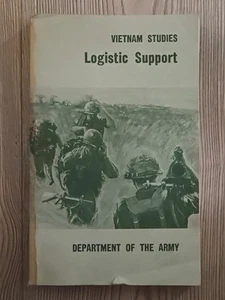 VIETNAM STUDIES
Logistic Support
DEPARTMENT OF THE ARMY